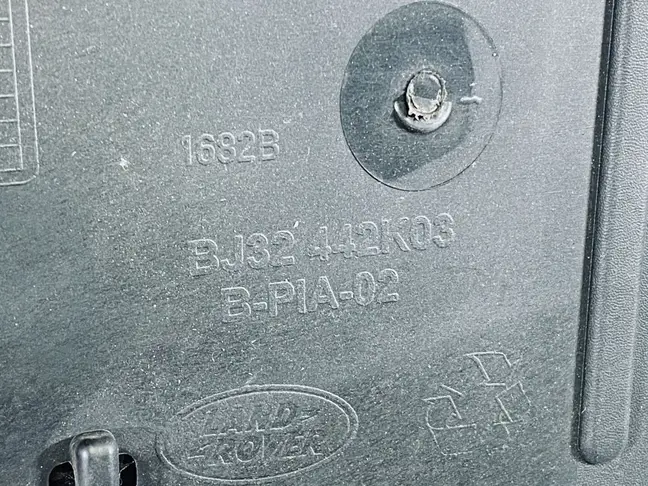 1682B
BJ32 442K03
B-PIA-02
LAND-
ROVER